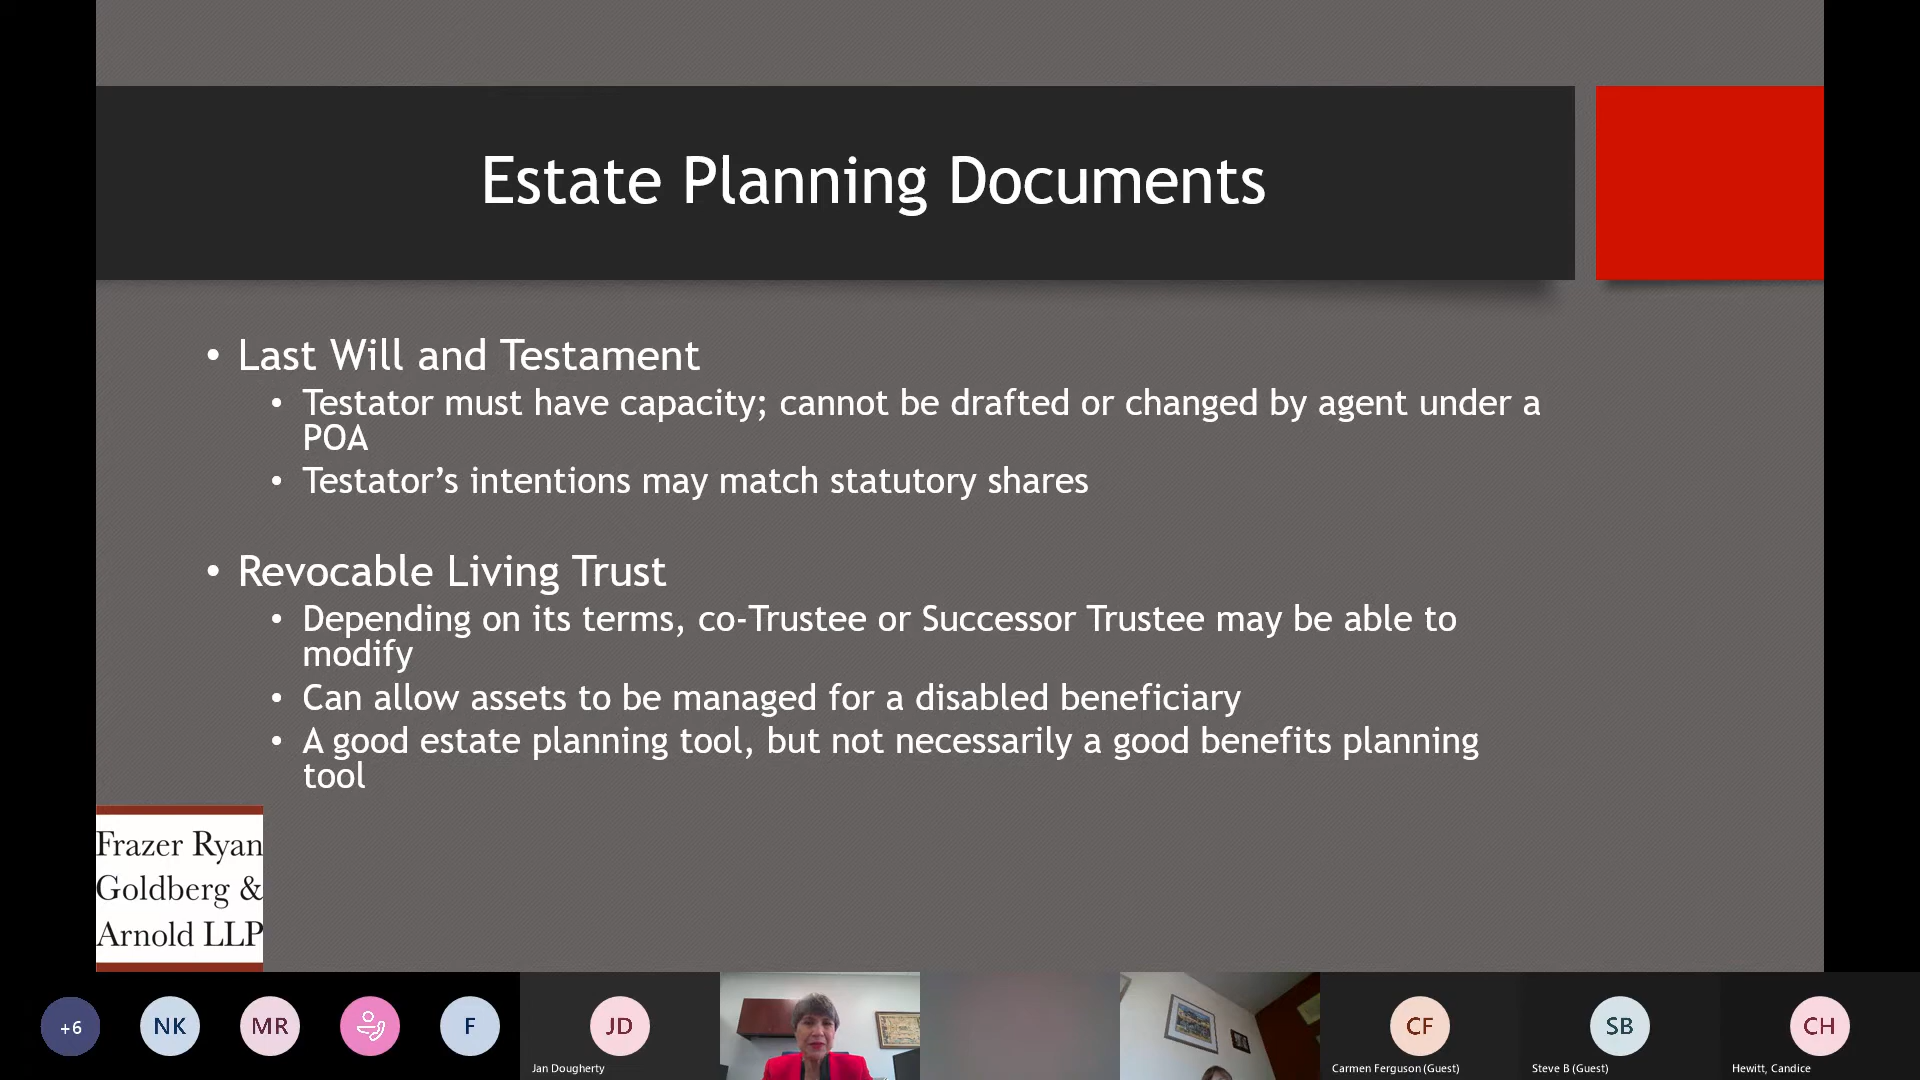 Estate Planning Documents
• Last Will and Testament
• Testator must have capacity; cannot be drafted or changed by agent under a
POA
• Testator’s intentions may match statutory shares
• Revocable Living Trust
• Depending on its terms, co-Trustee or Successor Trustee may be able to
modify
• Can allow assets to be managed for a disabled beneficiary
• A good estate planning tool, but not necessarily a good benefits planning
tool
Frazer Ryan
Goldberg &
Arnold LLP
+6
NK
MR
F
JD
Jan Dougherty
CF
Carmen Ferguson (Guest)
SB
Steve B (Guest)
CH
Hewitt, Candice